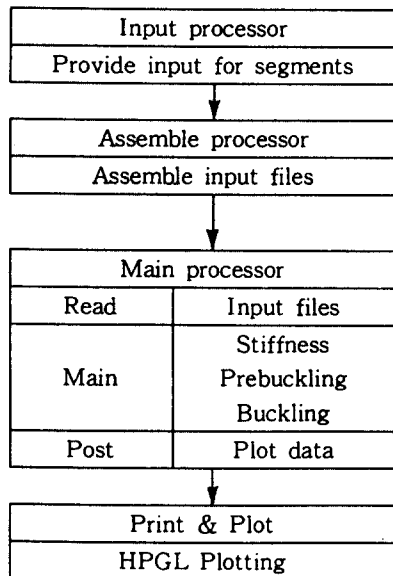 Input processor
Provide input for segments
Assemble processor
Assemble input files
Main processor
Read Input files
Stiffness
Main Prebuckling
Buckling
Post Plot data
Print & Plot
HPGL Plotting